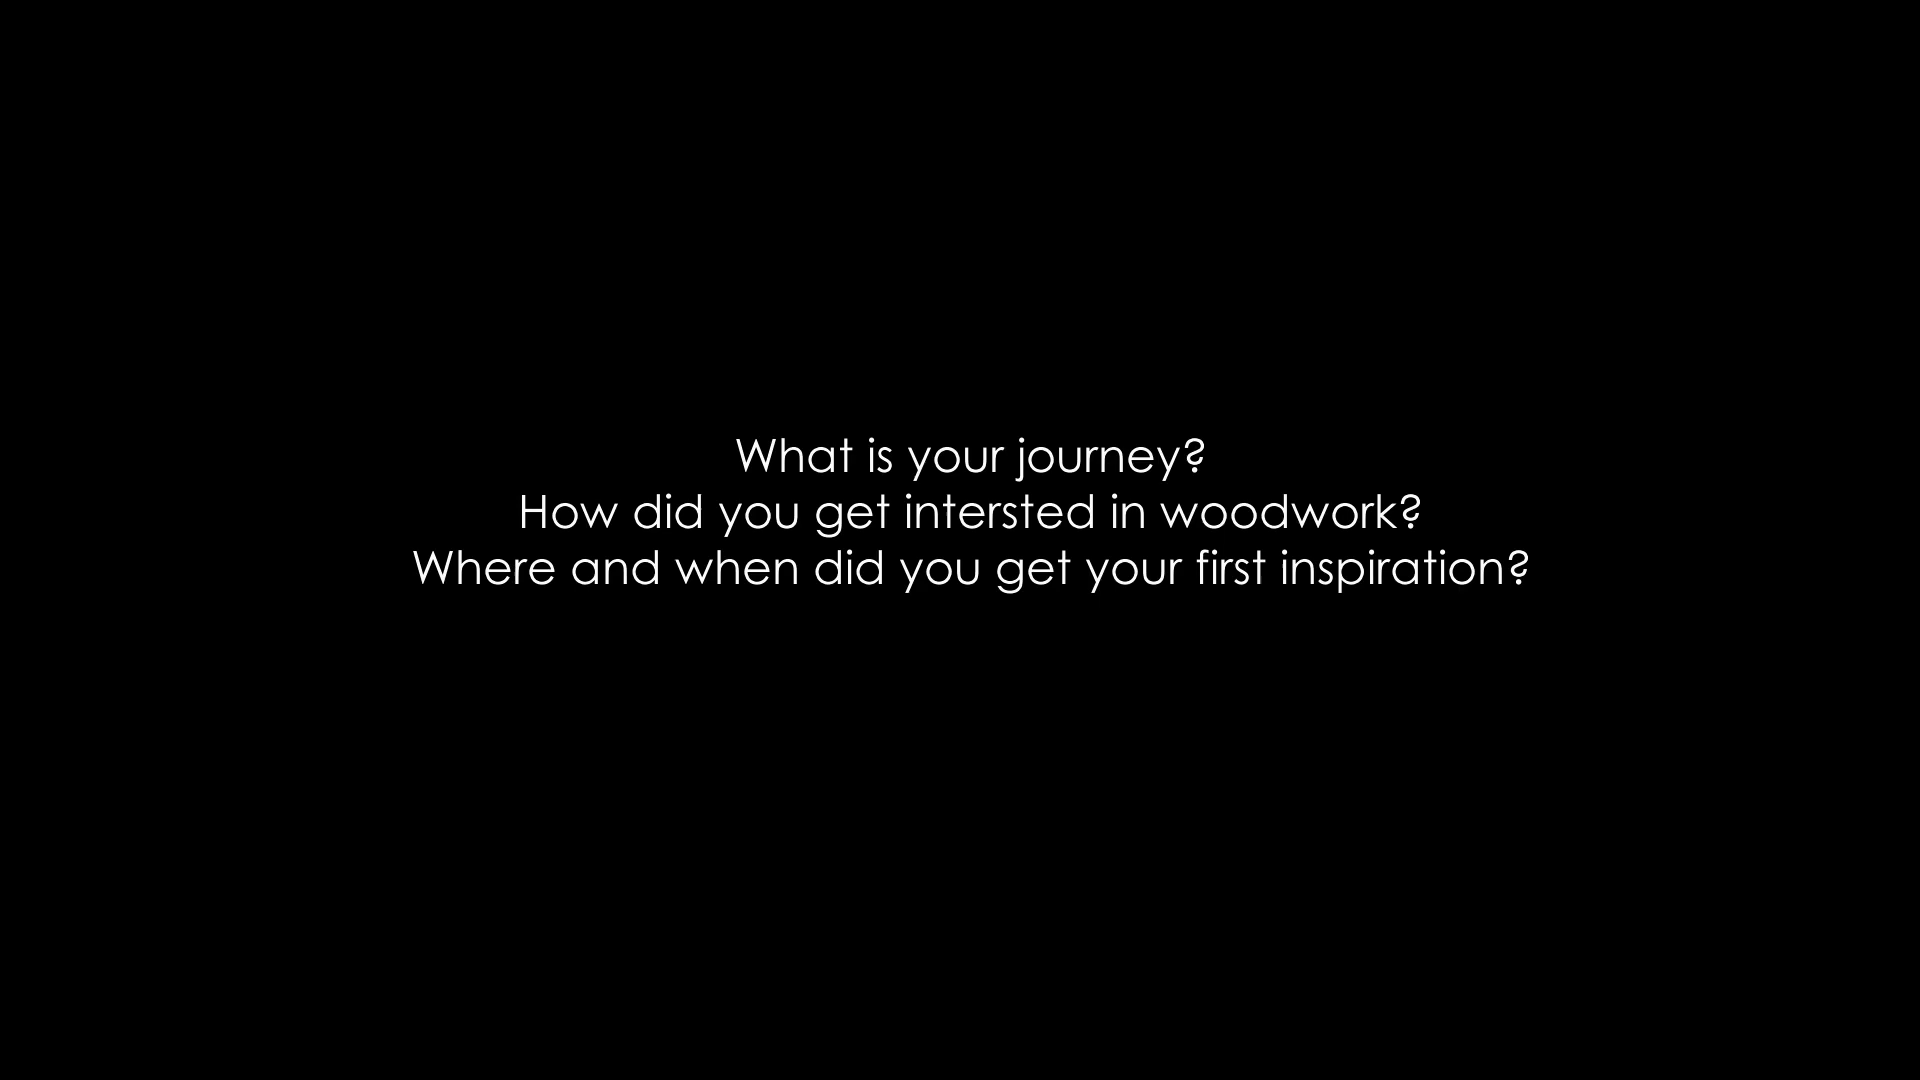 What is your journey?
How did you get intersted in woodwork?
Where and when did you get your first inspiration?